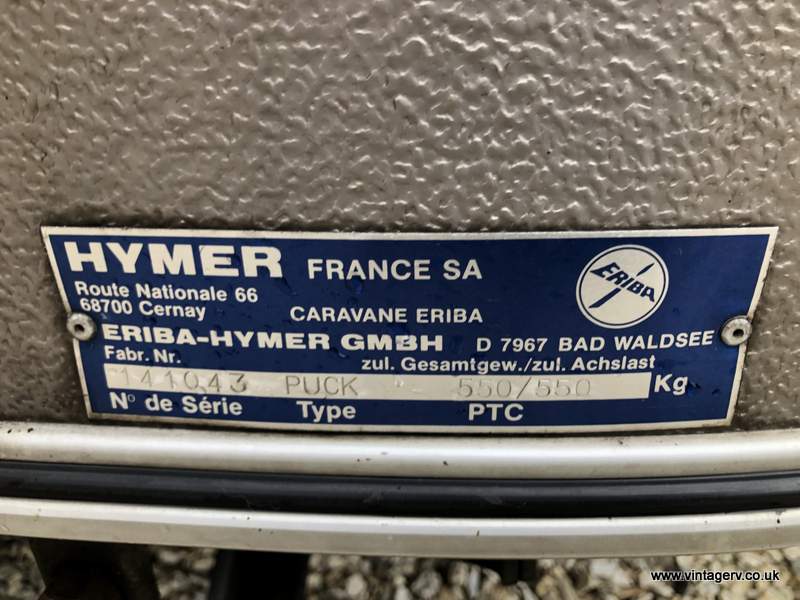 HYMER FRANCE SA
ERIBA
Route Nationale 66
68700 Cernay CARAVANE ERIBA
ERIBA-HYMER GMBH D 7967 BAD WALDSEE
Fabr. Nr. zul. Gesamtgew./zul. Achslast
141043 PUCK 550/550 Kg
N° de Série Type PTC
www.vintagerv.co.uk